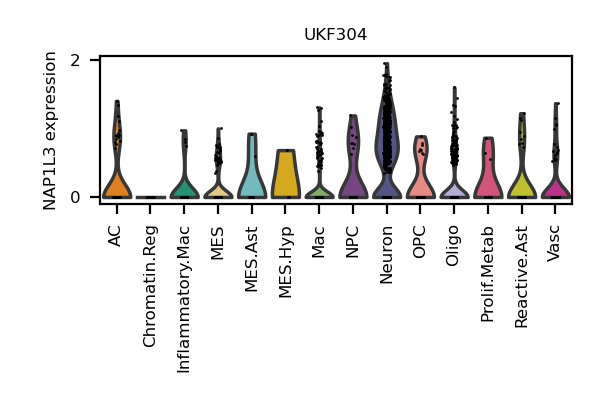 UKF304
NAP1L3 expression
2
0
AC
Chromatin.Reg
Inflammatory.Mac
MES
MES.Ast
MES.Hyp
Mac
NPC
Neuron
OPC
Oligo
Prolif.Metab
Reactive.Ast
Vasc